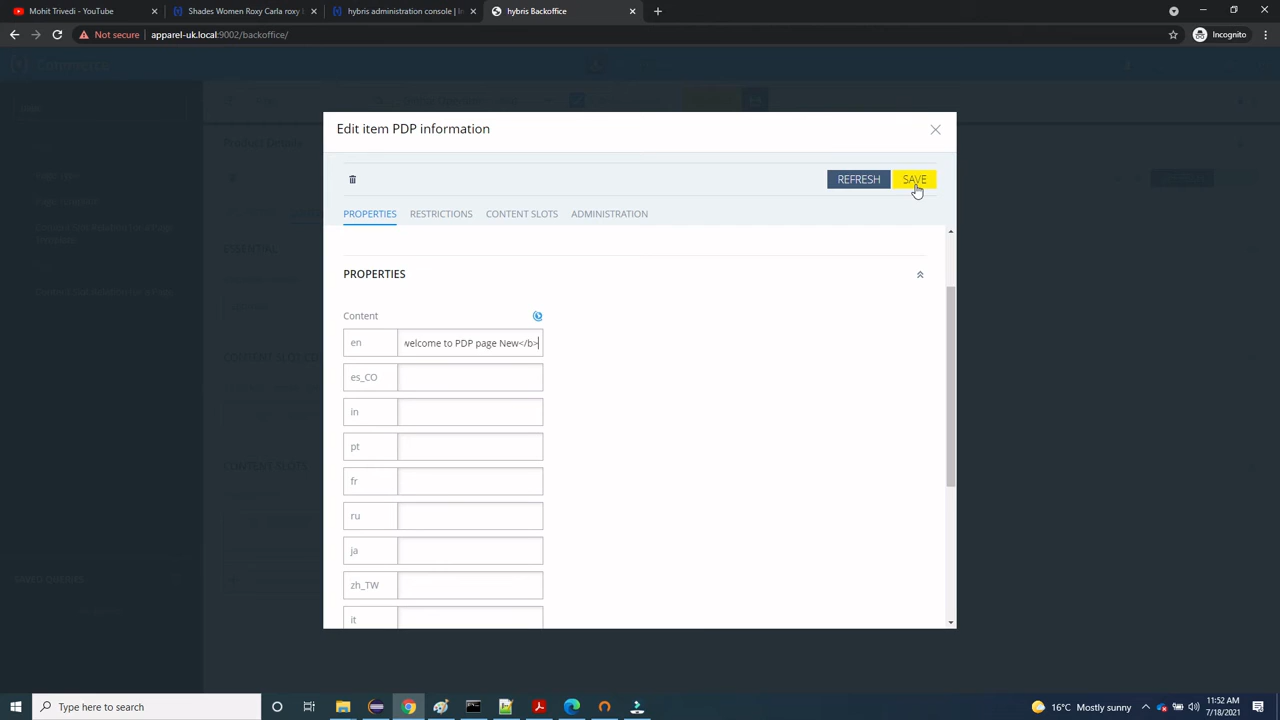 Mohit Trivedi - YouTube
Shades Women Roxy Carla roxy
hybris administration console |
hybris Backoffice
Not secure apparel-uk.local:9002/backoffice/
Incognito
Product Details
Edit item PDP information
REFRESH
SAVE
PROPERTIES
RESTRICTIONS
CONTENT SLOTS
ADMINISTRATION
ESSENTIAL
PROPERTIES
Content
en
welcome to PDP page New</b>
es_CO
in
pt
fr
ru
ja
zh_TW
it
Type here to search
16°C Mostly sunny
11:52 AM
7/18/2021